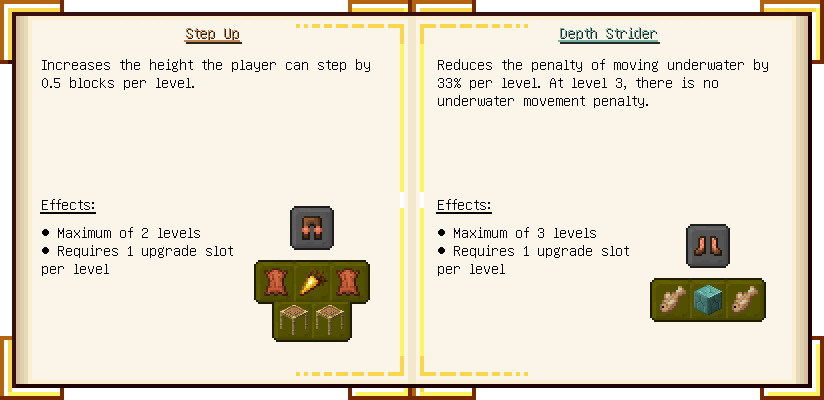 Step Up
Increases the height the player can step by
0.5 blocks per level.
Effects:
● Maximum of 2 levels
● Requires 1 upgrade slot
per level
Depth Strider
Reduces the penalty of moving underwater by
33% per level. At level 3, there is no
underwater movement penalty.
Effects:
● Maximum of 3 levels
● Requires 1 upgrade slot
per level